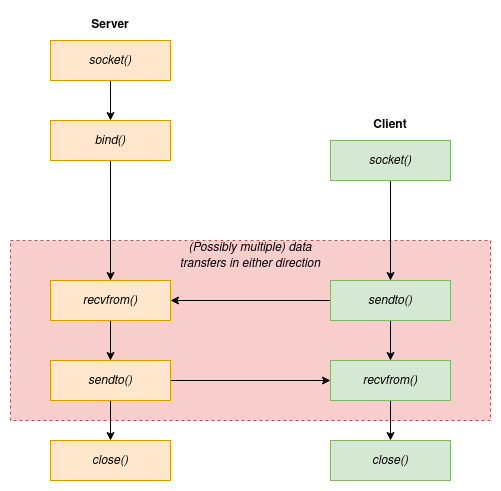 Server
socket()
bind()
Client
socket()
(Possibly multiple) data
transfers in either direction
recvfrom()
sendto()
sendto()
recvfrom()
close()
close()